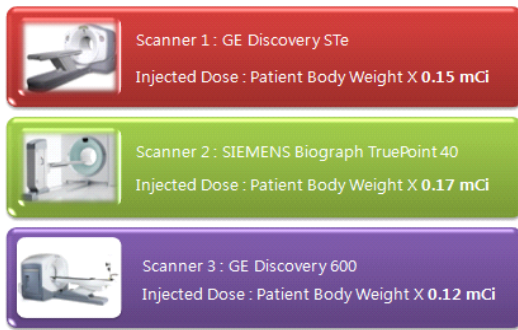 Scanner 1 : GE Discovery STe
Injected Dose : Patient Body Weight X 0.15 mCi
Scanner 2 : SIEMENS Biograph TruePoint 40
Injected Dose : Patient Body Weight X 0.17 mCi
Scanner 3 : GE Discovery 600
Injected Dose : Patient Body Weight X 0.12 mCi